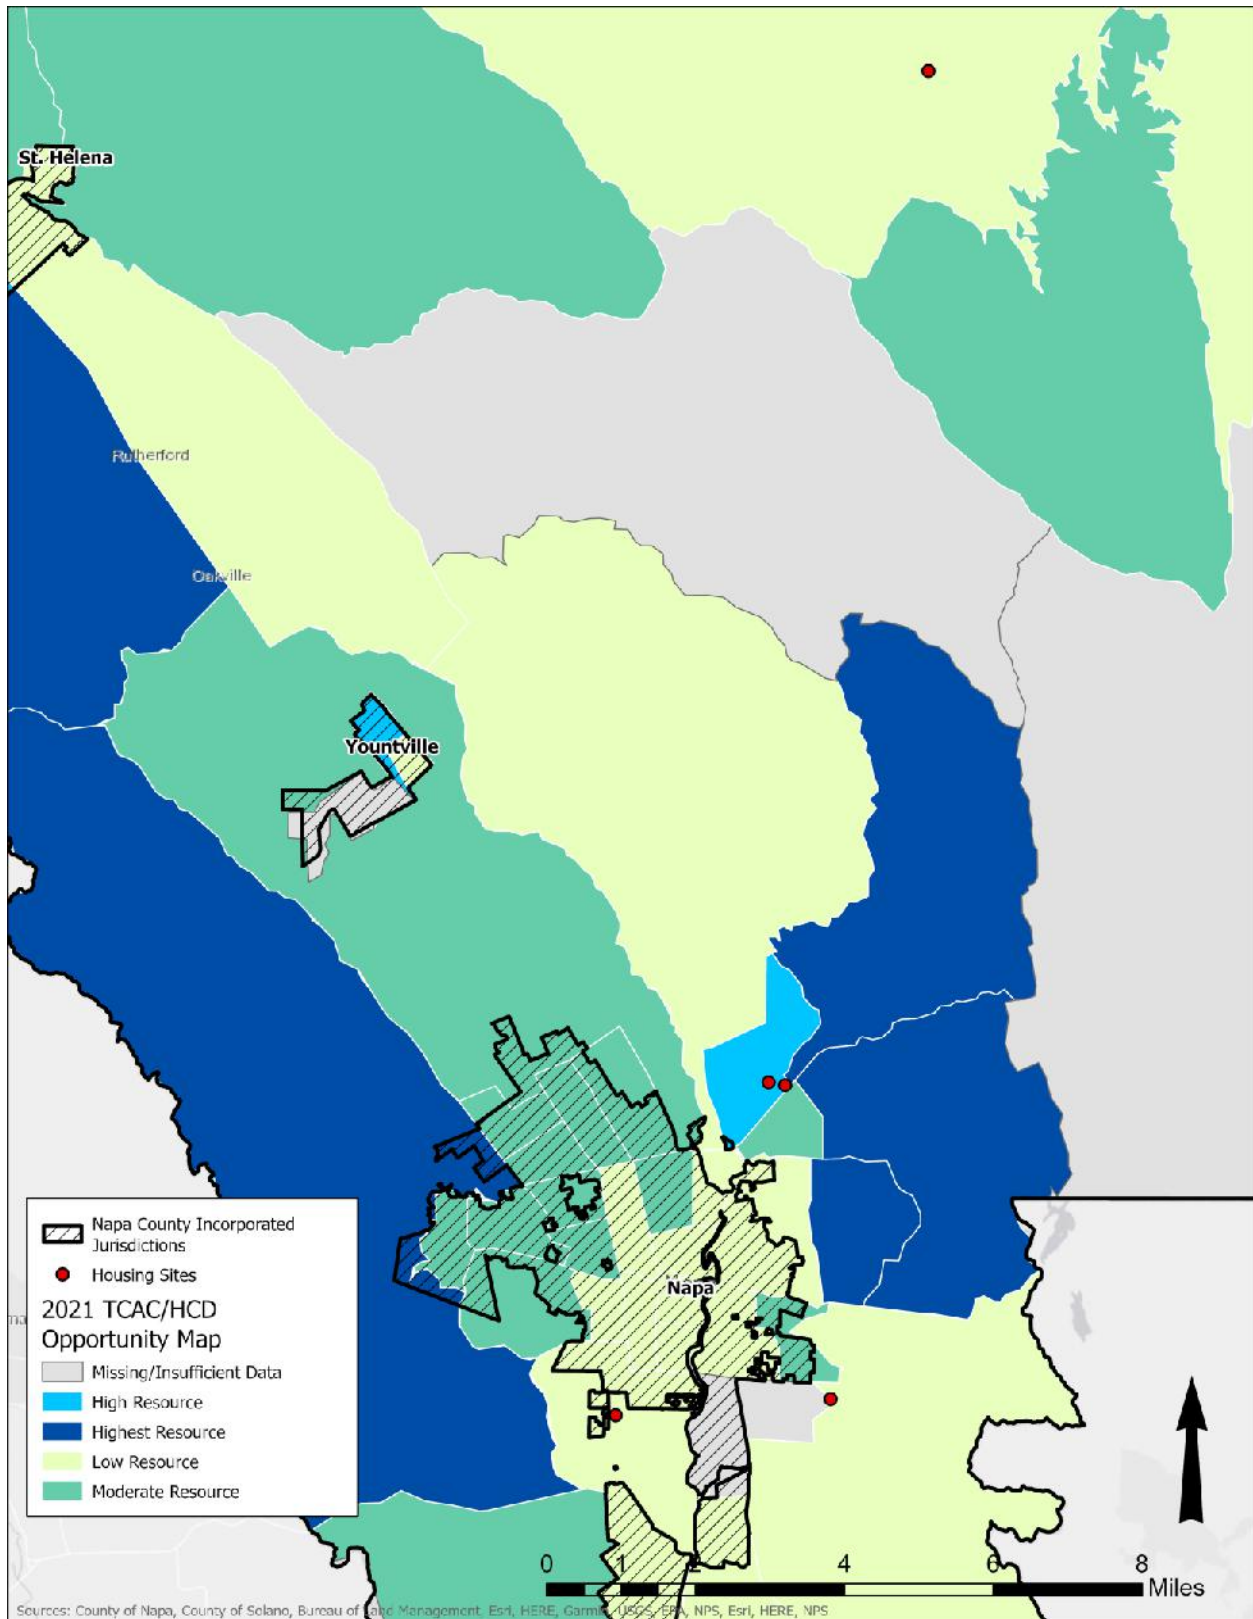 St. Helena
Rutherford
Oakville
Yountville
Napa
Napa County Incorporated
Jurisdictions
Housing Sites
2021 TCAC/HCD
Opportunity Map
Missing/Insufficient Data
High Resource
Highest Resource
Low Resource
Moderate Resource
0 1 2 4 6 8
Miles
Sources: County of Napa, County of Solano, Bureau of Land Management, Esri, HERE, Garmin, USGS, EPA, NPS, Esri, HERE, NPS